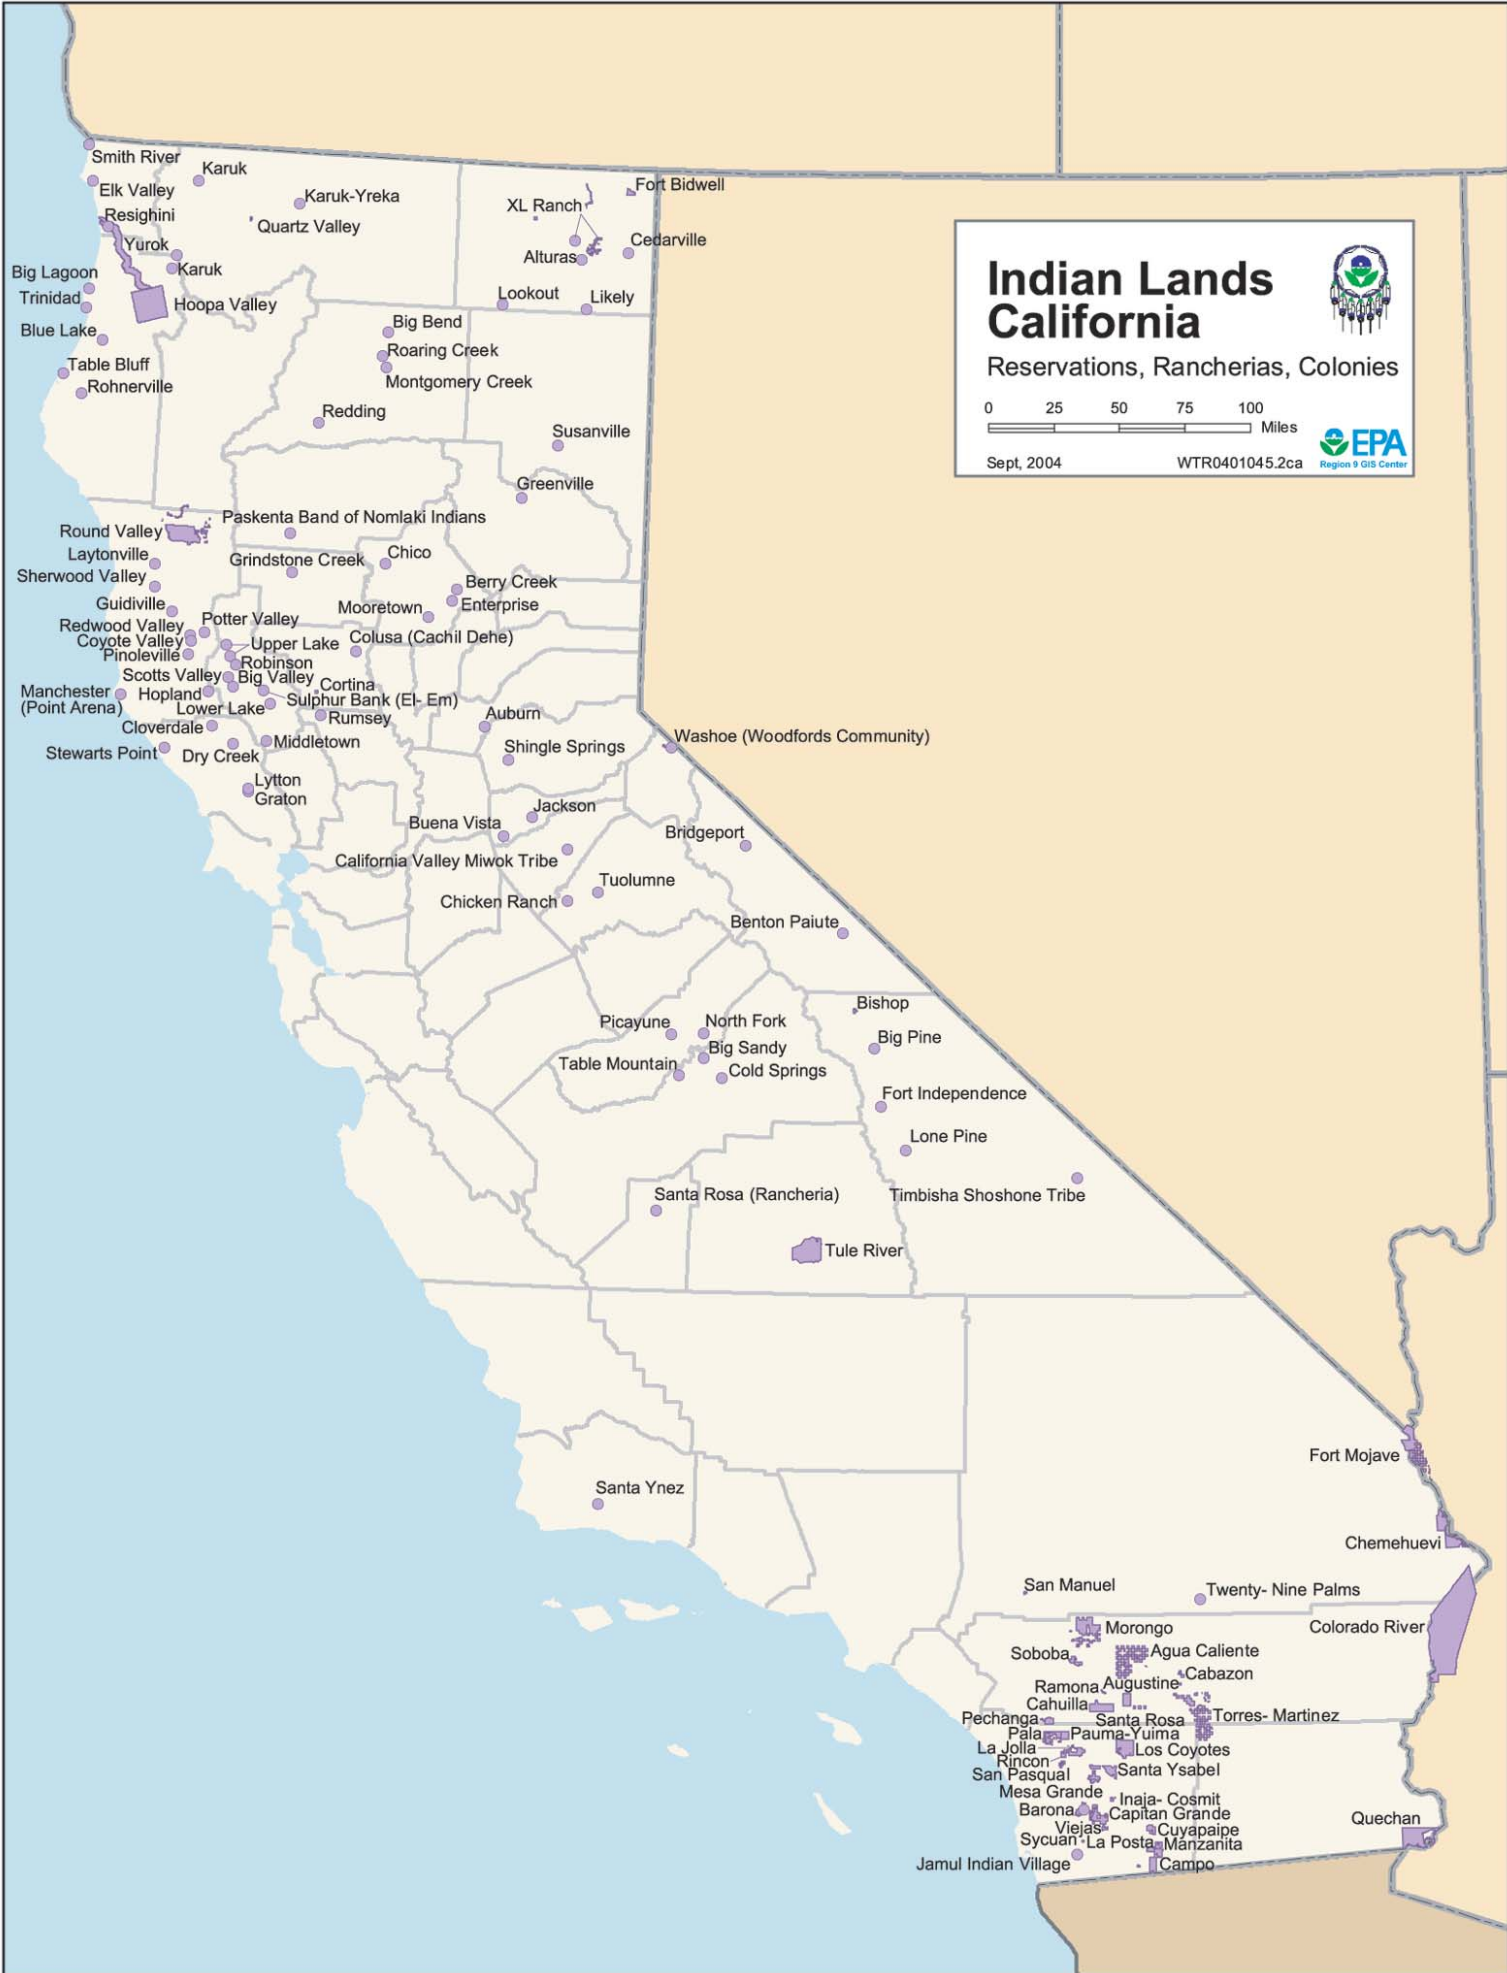 Indian Lands
California
Reservations, Rancherias, Colonies
0 25 50 75 100
Miles
Sept, 2004
WTR0401045.2ca
EPA
Region 9 GIS Center
Smith River
Karuk
Elk Valley
Karuk-Yreka
Fort Bidwell
XL Ranch
Resighini
Quartz Valley
Yurok
Cedarville
Alturas
Karuk
Big Lagoon
Trinidad
Hoopa Valley
Lookout
Likely
Blue Lake
Big Bend
Roaring Creek
Table Bluff
Montgomery Creek
Rohnerville
Redding
Susanville
Greenville
Paskenta Band of Nomlaki Indians
Round Valley
Laytonville
Grindstone Creek
Chico
Sherwood Valley
Berry Creek
Guidiville
Mooretown
Enterprise
Redwood Valley
Potter Valley
Coyote Valley
Upper Lake
Colusa (Cachil Dehe)
Pinoleville
Robinson
Scotts Valley
Big Valley
Cortina
Manchester
(Point Arena)
Hopland
Sulphur Bank (El- Em)
Lower Lake
Rumsey
Cloverdale
Auburn
Stewarts Point
Dry Creek
Middletown
Shingle Springs
Washoe (Woodfords Community)
Lytton
Graton
Jackson
Buena Vista
Bridgeport
California Valley Miwok Tribe
Tuolumne
Chicken Ranch
Benton Paiute
Bishop
Picayune
North Fork
Big Pine
Big Sandy
Table Mountain
Cold Springs
Fort Independence
Lone Pine
Santa Rosa (Rancheria)
Timbisha Shoshone Tribe
Tule River
Fort Mojave
Santa Ynez
Chemehuevi
San Manuel
Twenty- Nine Palms
Morongo
Colorado River
Soboba
Agua Caliente
Cabazon
Ramona
Augustine
Cahuilla
Pechanga
Santa Rosa
Torres- Martinez
Pala
Pauma-Yuima
La Jolla
Los Coyotes
Rincon
San Pasqual
Santa Ysabel
Mesa Grande
Inaja- Cosmit
Barona
Capitan Grande
Quechan
Viejas
Cuyapaipe
Sycuan
La Posta
Manzanita
Jamul Indian Village
Campo